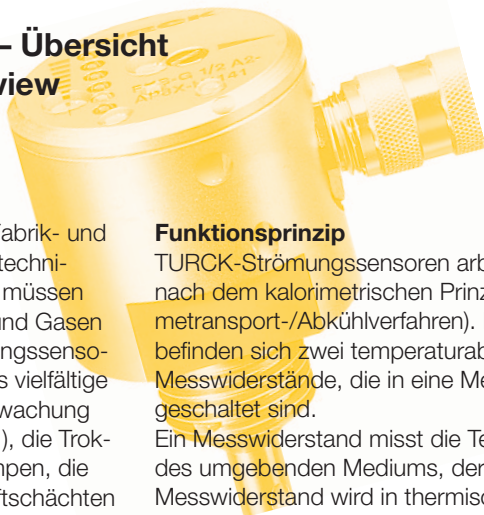 – Übersicht
view
Fabrik- und
techni-
müssen
und Gasen
ngssenso-
s vielfältige
wachung
), die Trok-
mpen, die
ftschächten
Funktionsprinzip
TURCK-Strömungssensoren arb
nach dem kalorimetrischen Prinz
metransport-/Abkühlverfahren).
befinden sich zwei temperaturab
Messwiderstände, die in eine Me
geschaltet sind.
Ein Messwiderstand misst die Te
des umgebenden Mediums, der
Messwiderstand wird in thermisc